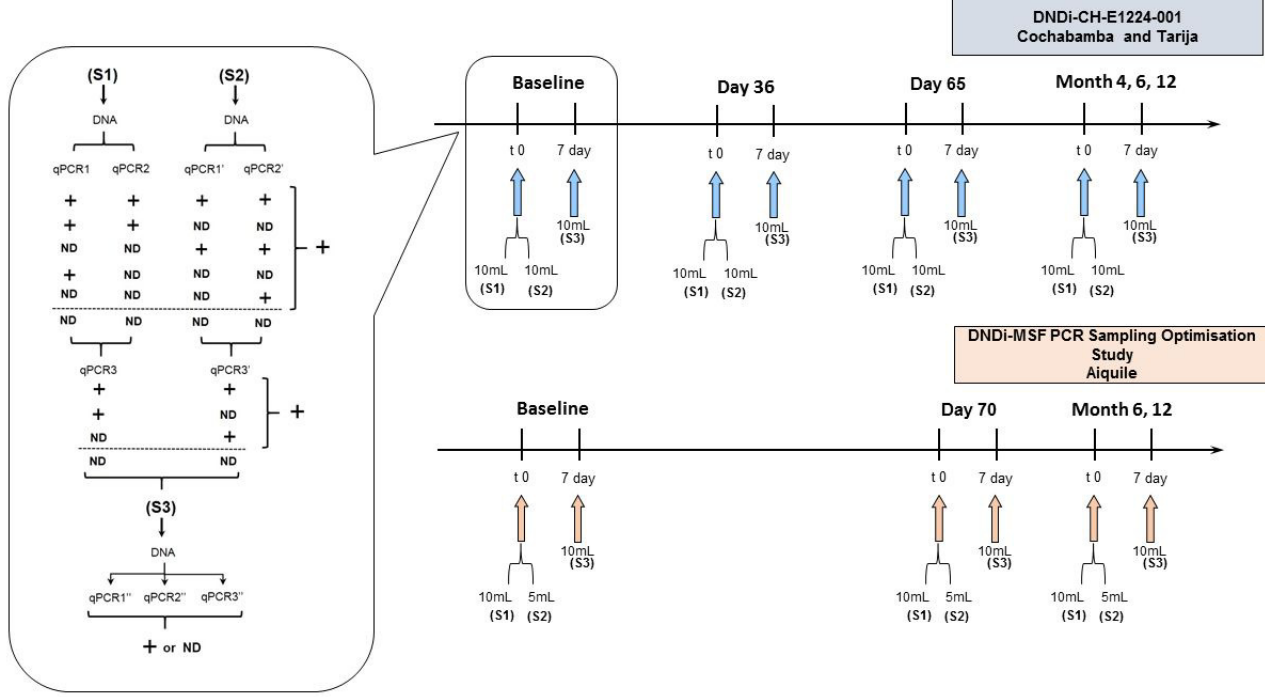 DNDi-CH-E1224-001
Cochabamba and Tarija
(S1) (S2)
DNA DNA
qPCR1 qPCR2 qPCR1' qPCR2'
+ + + +
+ + ND ND
ND ND + +
+ ND ND ND
ND ND ND +
+
ND ND ND ND
qPCR3 qPCR3'
+ +
+ ND
ND +
+
ND ND
(S3)
DNA
qPCR1'' qPCR2'' qPCR3''
+ or ND
Baseline Day 36 Day 65 Month 4, 6, 12
t 0 7 day t 0 7 day t 0 7 day t 0 7 day
10mL 10mL 10mL 10mL
(S3) (S3) (S3) (S3)
10mL 10mL 10mL 10mL 10mL 10mL 10mL 10mL
(S1) (S2) (S1) (S2) (S1) (S2) (S1) (S2)
DNDi-MSF PCR Sampling Optimisation
Study
Aiquile
Baseline Day 70 Month 6, 12
t 0 7 day t 0 7 day t 0 7 day
10mL 10mL 10mL
(S3) (S3) (S3)
10mL 5mL 10mL 5mL 10mL 5mL
(S1) (S2) (S1) (S2) (S1) (S2)